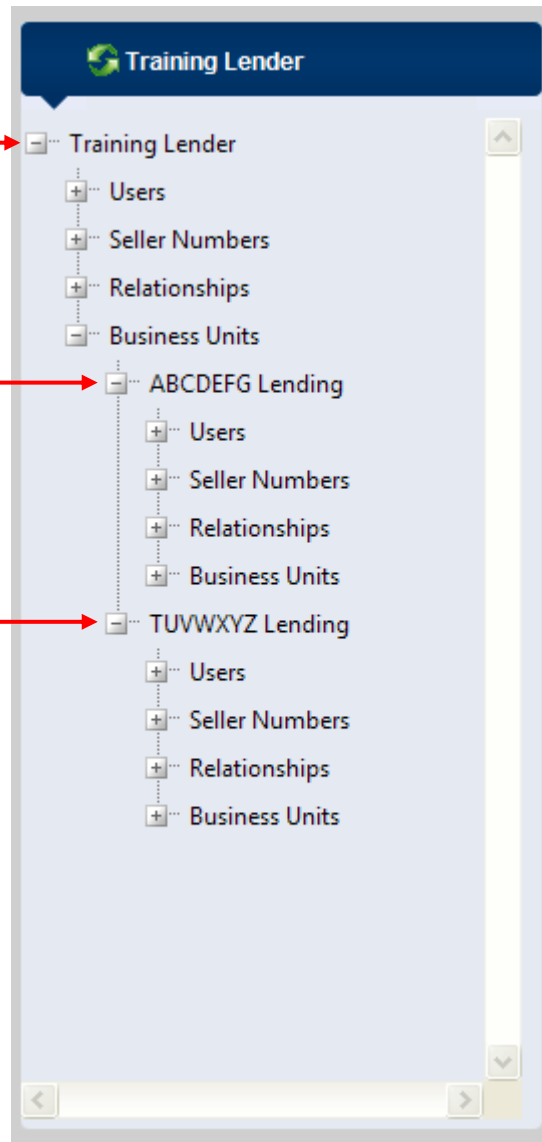 Training Lender
Training Lender
Users
Seller Numbers
Relationships
Business Units
ABCDEFG Lending
Users
Seller Numbers
Relationships
Business Units
TUVWXYZ Lending
Users
Seller Numbers
Relationships
Business Units